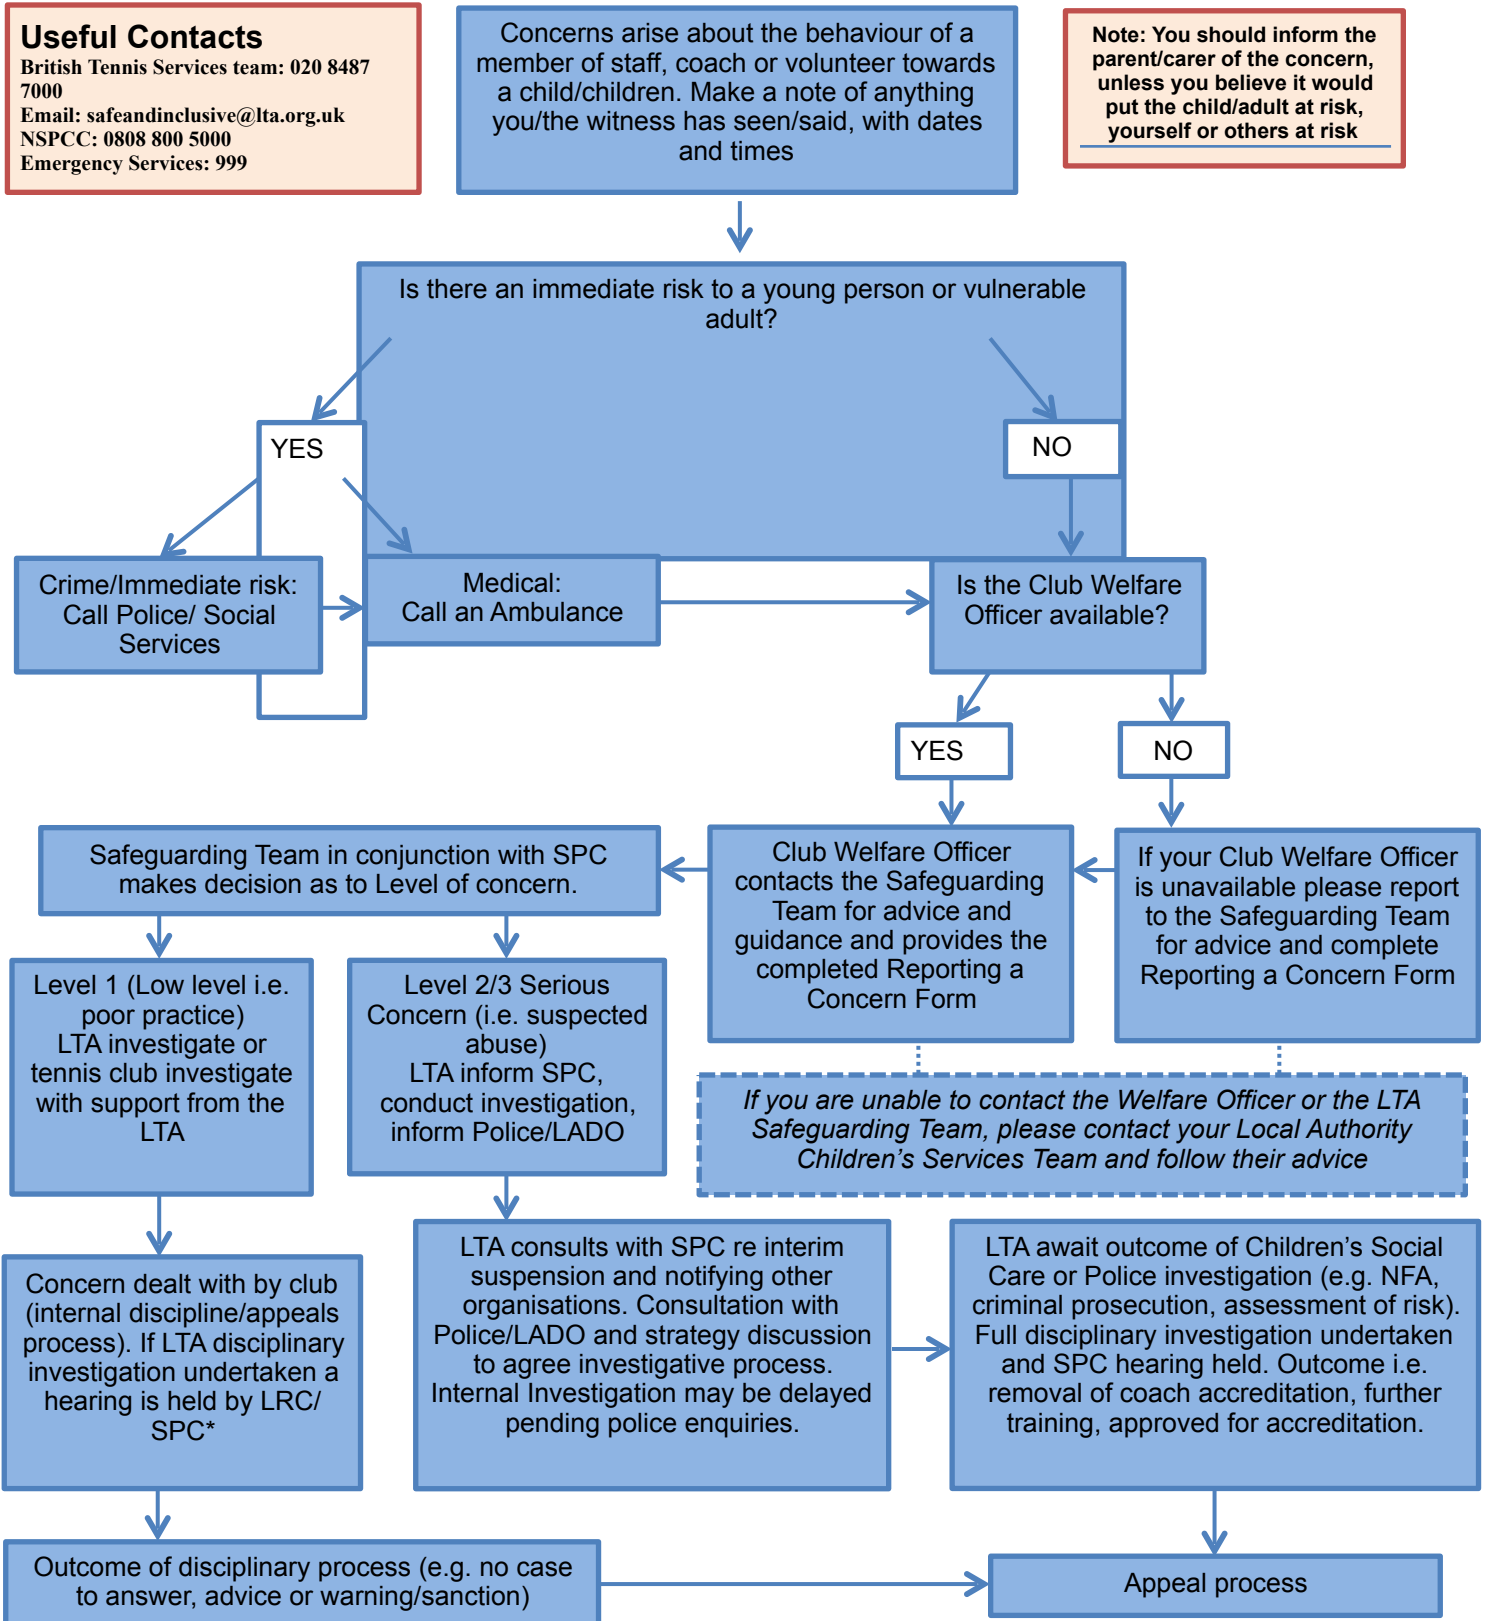 Useful Contacts
British Tennis Services team: 020 8487
7000
Email: safeandinclusive@lta.org.uk
NSPCC: 0808 800 5000
Emergency Services: 999
Concerns arise about the behaviour of a
member of staff, coach or volunteer towards
a child/children. Make a note of anything
you/the witness has seen/said, with dates
and times
Note: You should inform the
parent/carer of the concern,
unless you believe it would
put the child/adult at risk,
yourself or others at risk
Is there an immediate risk to a young person or vulnerable
adult?
YES
NO
Crime/Immediate risk:
Call Police/ Social
Services
Medical:
Call an Ambulance
Is the Club Welfare
Officer available?
YES
NO
Safeguarding Team in conjunction with SPC
makes decision as to Level of concern.
Club Welfare Officer
contacts the Safeguarding
Team for advice and
guidance and provides the
completed Reporting a
Concern Form
If your Club Welfare Officer
is unavailable please report
to the Safeguarding Team
for advice and complete
Reporting a Concern Form
Level 1 (Low level i.e.
poor practice)
LTA investigate or
tennis club investigate
with support from the
LTA
Level 2/3 Serious
Concern (i.e. suspected
abuse)
LTA inform SPC,
conduct investigation,
inform Police/LADO
If you are unable to contact the Welfare Officer or the LTA
Safeguarding Team, please contact your Local Authority
Children’s Services Team and follow their advice
Concern dealt with by club
(internal discipline/appeals
process). If LTA disciplinary
investigation undertaken a
hearing is held by LRC/
SPC*
LTA consults with SPC re interim
suspension and notifying other
organisations. Consultation with
Police/LADO and strategy discussion
to agree investigative process.
Internal Investigation may be delayed
pending police enquiries.
LTA await outcome of Children’s Social
Care or Police investigation (e.g. NFA,
criminal prosecution, assessment of risk).
Full disciplinary investigation undertaken
and SPC hearing held. Outcome i.e.
removal of coach accreditation, further
training, approved for accreditation.
Outcome of disciplinary process (e.g. no case
to answer, advice or warning/sanction)
Appeal process